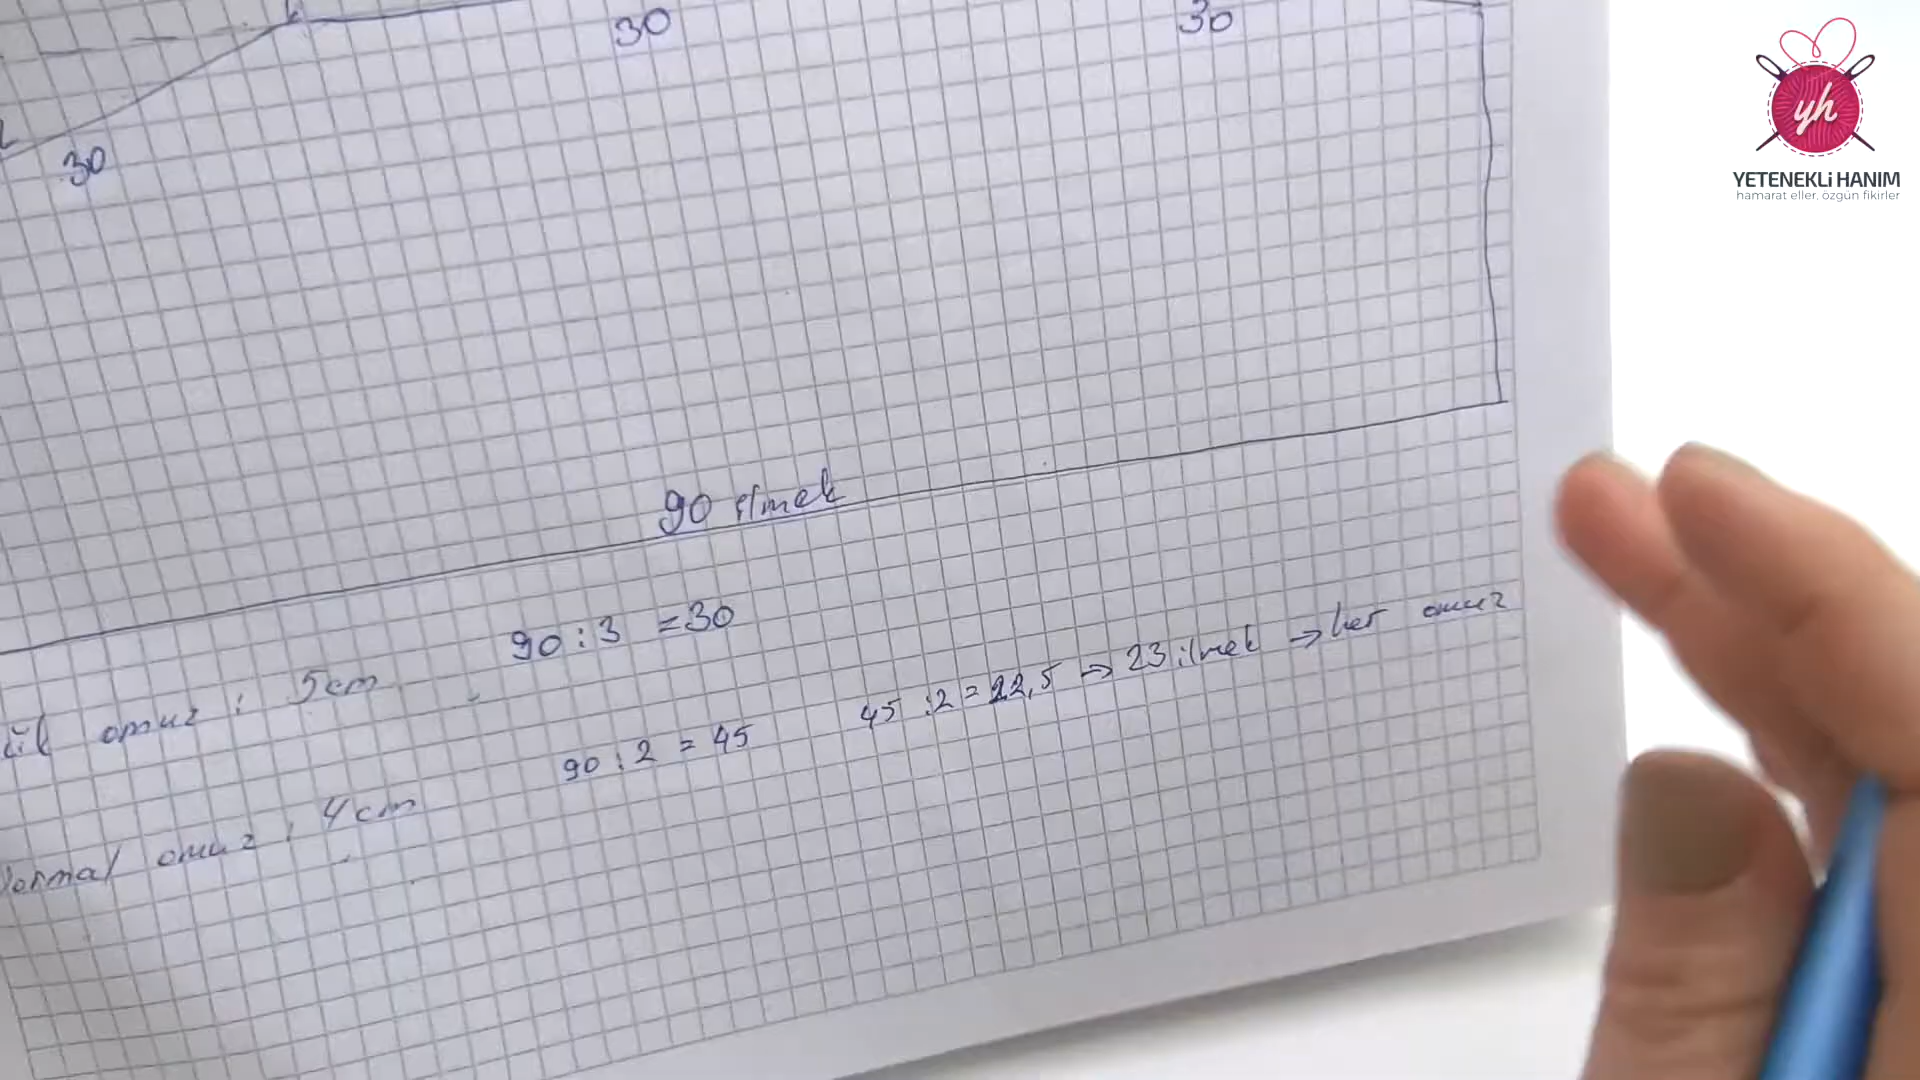 30
30
30
yh
YETENEKLİ HANIM
hamarat eller, özgün fikirler
90 ilmek
90 : 3 = 30
omuz : 5cm
90 : 2 = 45
45 : 2 = 22,5 → 23 ilmek → her omuz
omuz : 4cm